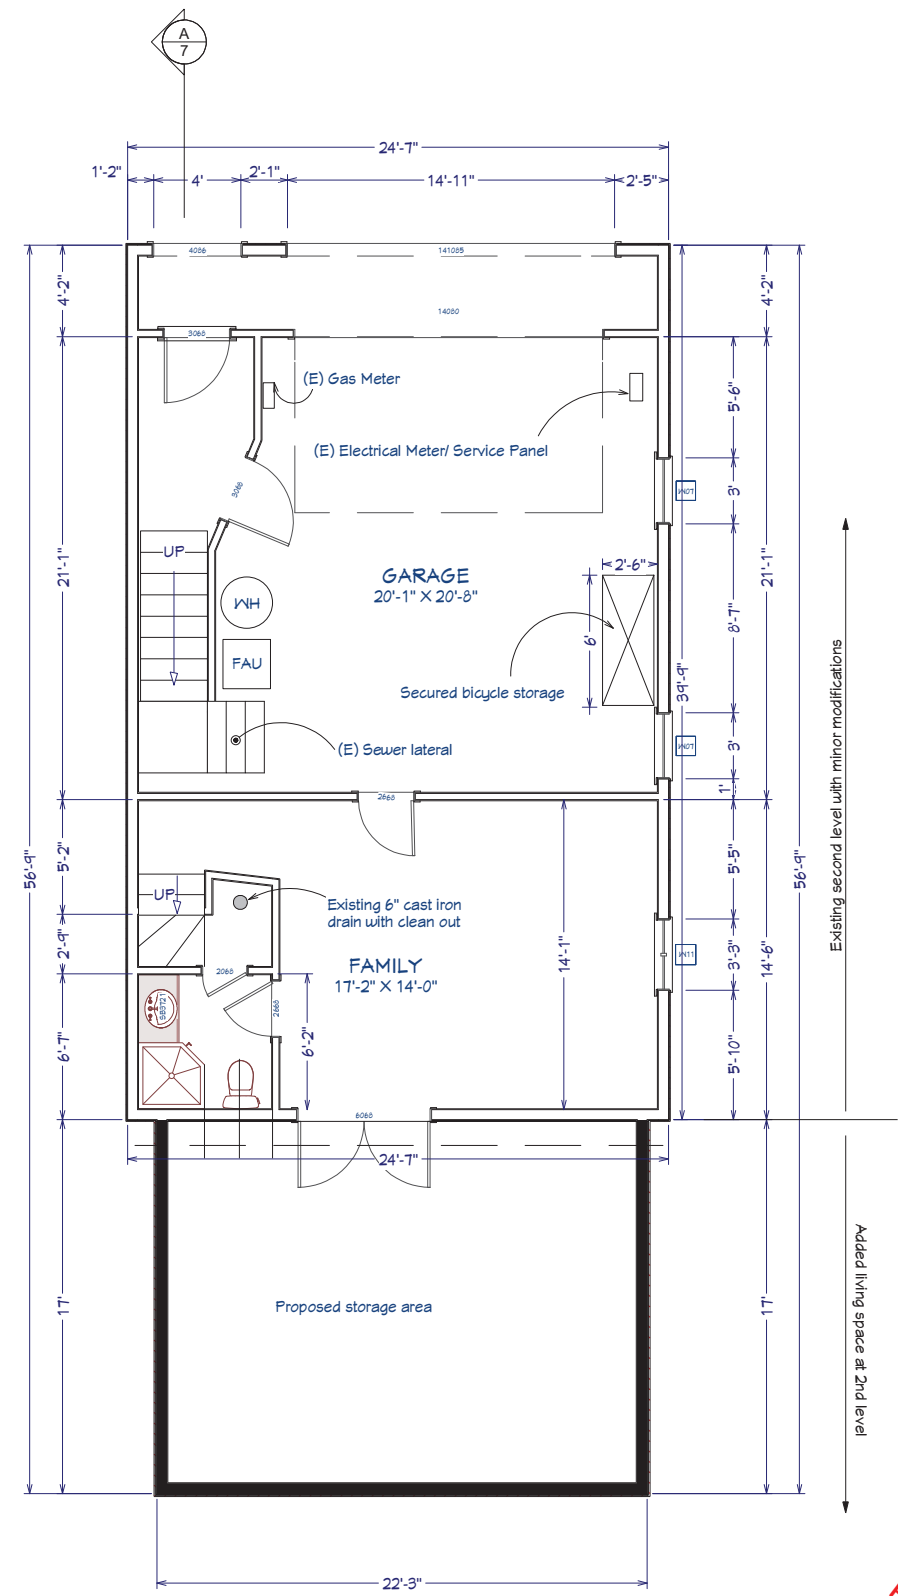 A
7
24'-7"
1'-2"
4'
2'-1"
14'-11"
2'-5"
4086
141085
4'-2"
4'-2"
14080
3068
(E) Gas Meter
5'-6"
(E) Electrical Meter/ Service Panel
3068
3'
LOM
UP
21'-1"
GARAGE
20'-1" X 20'-8"
2'-6"
21'-1"
WH
8'-7"
6'
FAU
39'-9"
Secured bicycle storage
Existing second level with minor modifications
(E) Sewer lateral
3'
LOM
1'
2668
5'-2"
5'-5"
56'-9"
56'-9"
UP
Existing 6" cast iron
drain with clean out
2'-9"
14'-1"
3'-3"
14'-6"
2068
FAMILY
17'-2" X 14'-0"
2668
6'-7"
6'-2"
5'-10"
6068
24'-7"
17'
Proposed storage area
17'
Added living space at 2nd level
22'-3"